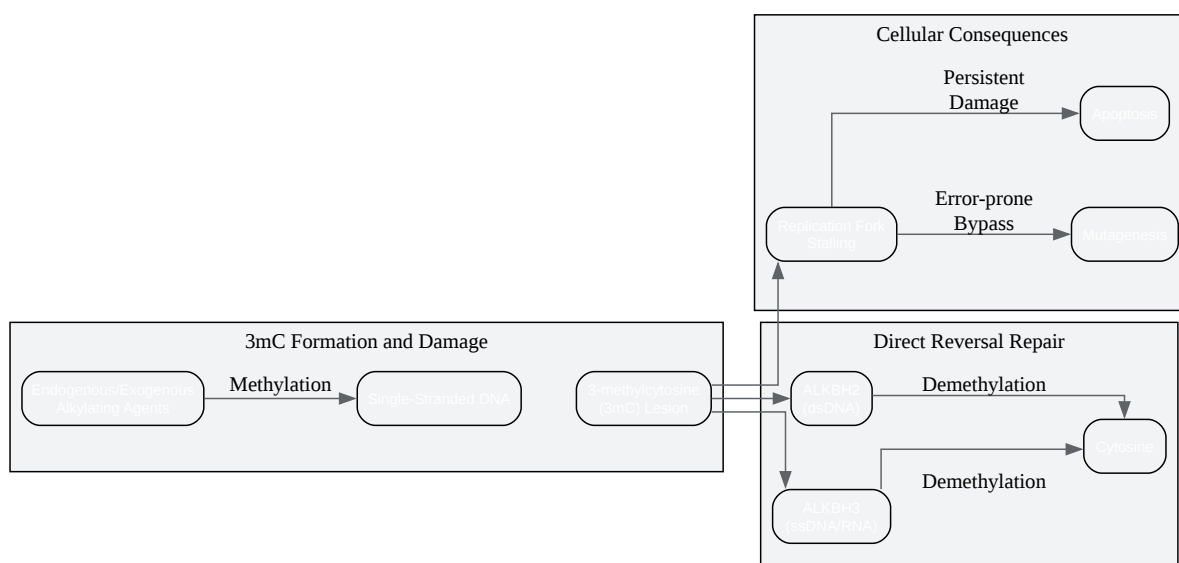 Cellular Consequences
Persistent
Damage
Apoptosis
Error-prone
Bypass
Replication Fork
Stalling
Mutagenesis
3mC Formation and Damage
Endogenous/Exogenous
Alkylating Agents
Methylation
Single-Stranded DNA
3-methylcytosine
(3mC) Lesion
Direct Reversal Repair
ALKBH2
(dsDNA)
Demethylation
Cytosine
ALKBH3
(ssDNA/RNA)
Demethylation